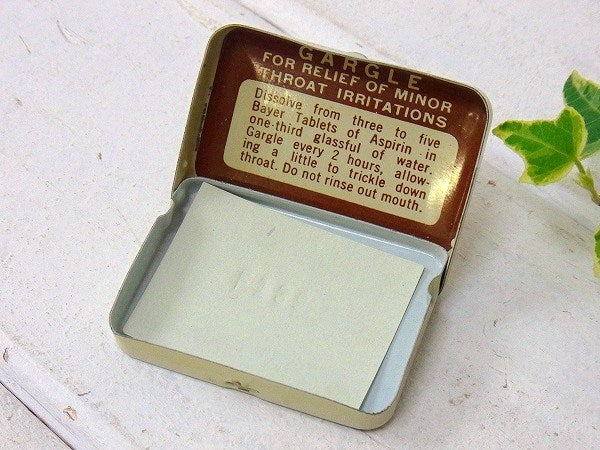 GARGLE
FOR RELIEF OF MINOR
THROAT IRRITATIONS
Dissolve from three to five
Bayer Tablets of Aspirin in
one-third glassful of water.
Gargle every 2 hours, allow-
ing a little to trickle down
throat. Do not rinse out mouth.